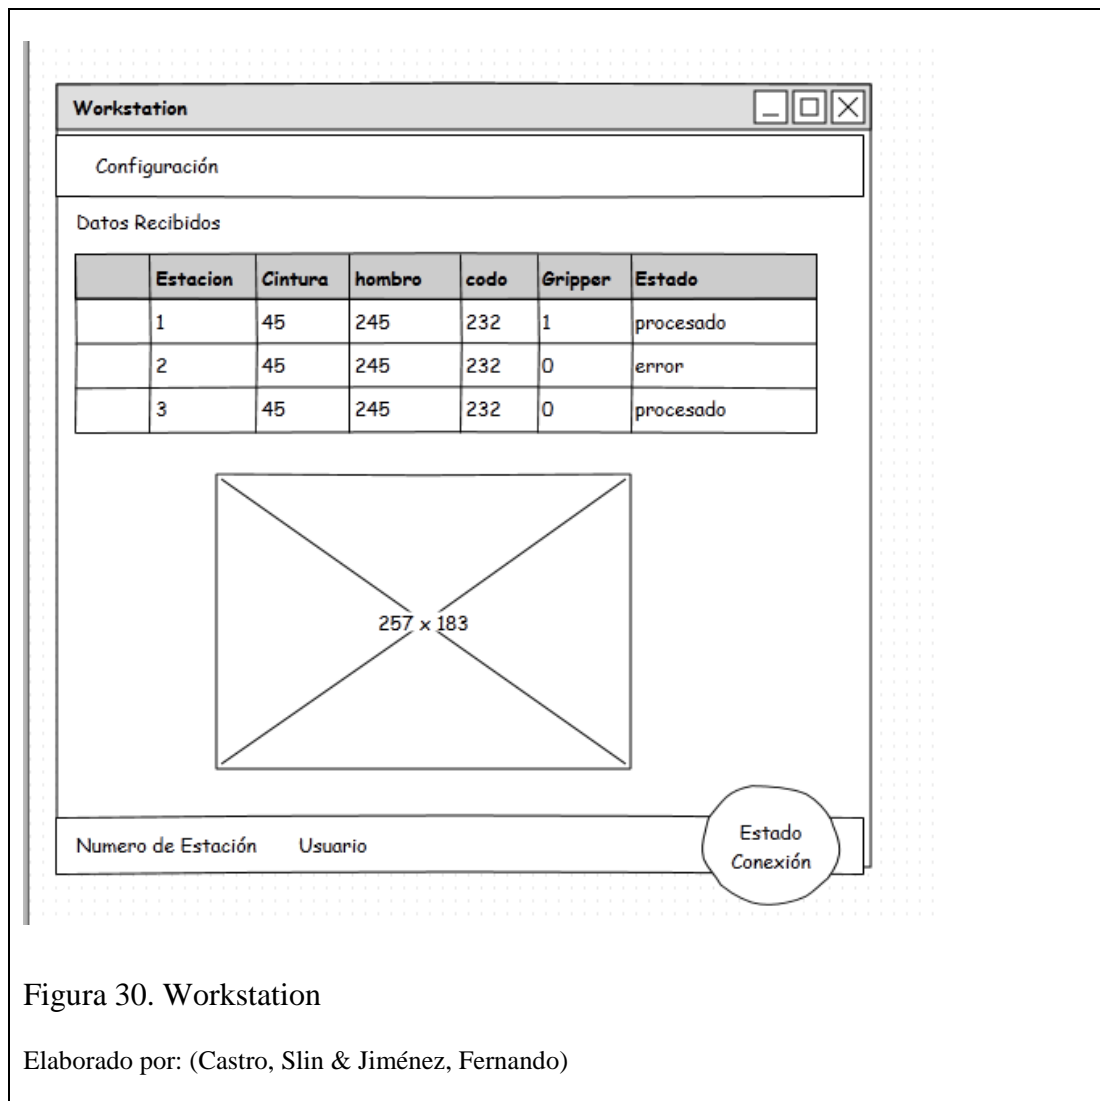 Workstation
Configuración
Datos Recibidos
Estacion Cintura hombro codo Gripper Estado
1 45 245 232 1 procesado
2 45 245 232 0 error
3 45 245 232 0 procesado
257 x 183
Numero de Estación Usuario
Estado
Conexión
Figura 30. Workstation
Elaborado por: (Castro, Slin & Jiménez, Fernando)